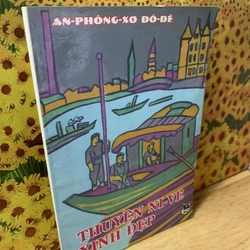 AN-PHÔNG-XƠ ĐÔ-ĐÊ
THUYỀN NI-VE
XINH ĐẸP